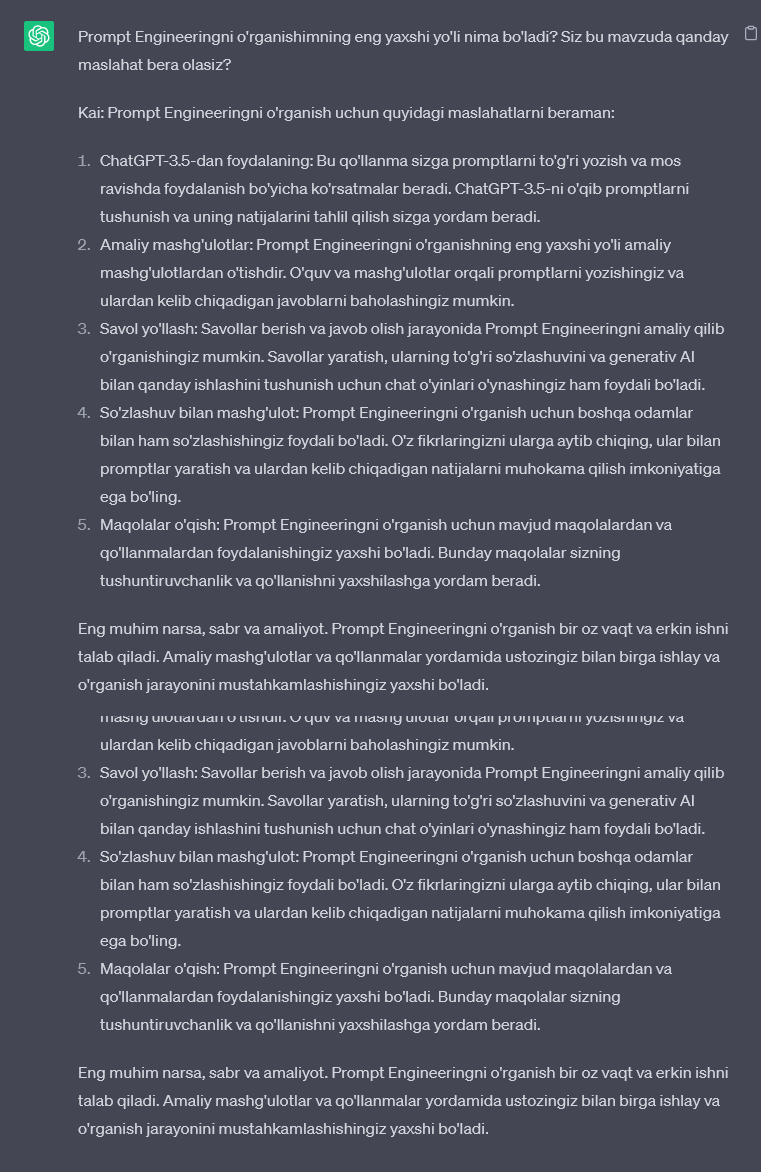 Prompt Engineeringni o'rganishimning eng yaxshi yo'li nima bo'ladi? Siz bu mavzuda qanday
maslahat bera olasiz?
Kai: Prompt Engineeringni o'rganish uchun quyidagi maslahatlarni beraman:
1. ChatGPT-3.5-dan foydalaning: Bu qo'llanma sizga promptlarni to'g'ri yozish va mos
ravishda foydalanish bo'yicha ko'rsatmalar beradi. ChatGPT-3.5-ni o'qib promptlarni
tushunish va uning natijalarini tahlil qilish sizga yordam beradi.
2. Amaliy mashg'ulotlar: Prompt Engineeringni o'rganishning eng yaxshi yo'li amaliy
mashg'ulotlardan o'tishdir. O'quv va mashg'ulotlar orqali promptlarni yozishingiz va
ulardan kelib chiqadigan javoblarni baholashingiz mumkin.
3. Savol yo'llash: Savollar berish va javob olish jarayonida Prompt Engineeringni amaliy qilib
o'rganishingiz mumkin. Savollar yaratish, ularning to'g'ri so'zlashuvini va generativ AI
bilan qanday ishlashini tushunish uchun chat o'yinlari o'ynashingiz ham foydali bo'ladi.
4. So'zlashuv bilan mashg'ulot: Prompt Engineeringni o'rganish uchun boshqa odamlar
bilan ham so'zlashishingiz foydali bo'ladi. O'z fikrlaringizni ularga aytib chiqing, ular bilan
promptlar yaratish va ulardan kelib chiqadigan natijalarni muhokama qilish imkoniyatiga
ega bo'ling.
5. Maqolalar o'qish: Prompt Engineeringni o'rganish uchun mavjud maqolalardan va
qo'llanmalardan foydalanishingiz yaxshi bo'ladi. Bunday maqolalar sizning
tushuntiruvchanlik va qo'llanishni yaxshilashga yordam beradi.
Eng muhim narsa, sabr va amaliyot. Prompt Engineeringni o'rganish bir oz vaqt va erkin ishni
talab qiladi. Amaliy mashg'ulotlar va qo'llanmalar yordamida ustozingiz bilan birga ishlay va
o'rganish jarayonini mustahkamlashishingiz yaxshi bo'ladi.
mashg'ulotlardan o'tishdir. O'quv va mashg'ulotlar orqali promptlarni yozishingiz va
ulardan kelib chiqadigan javoblarni baholashingiz mumkin.
3. Savol yo'llash: Savollar berish va javob olish jarayonida Prompt Engineeringni amaliy qilib
o'rganishingiz mumkin. Savollar yaratish, ularning to'g'ri so'zlashuvini va generativ AI
bilan qanday ishlashini tushunish uchun chat o'yinlari o'ynashingiz ham foydali bo'ladi.
4. So'zlashuv bilan mashg'ulot: Prompt Engineeringni o'rganish uchun boshqa odamlar
bilan ham so'zlashishingiz foydali bo'ladi. O'z fikrlaringizni ularga aytib chiqing, ular bilan
promptlar yaratish va ulardan kelib chiqadigan natijalarni muhokama qilish imkoniyatiga
ega bo'ling.
5. Maqolalar o'qish: Prompt Engineeringni o'rganish uchun mavjud maqolalardan va
qo'llanmalardan foydalanishingiz yaxshi bo'ladi. Bunday maqolalar sizning
tushuntiruvchanlik va qo'llanishni yaxshilashga yordam beradi.
Eng muhim narsa, sabr va amaliyot. Prompt Engineeringni o'rganish bir oz vaqt va erkin ishni
talab qiladi. Amaliy mashg'ulotlar va qo'llanmalar yordamida ustozingiz bilan birga ishlay va
o'rganish jarayonini mustahkamlashishingiz yaxshi bo'ladi.